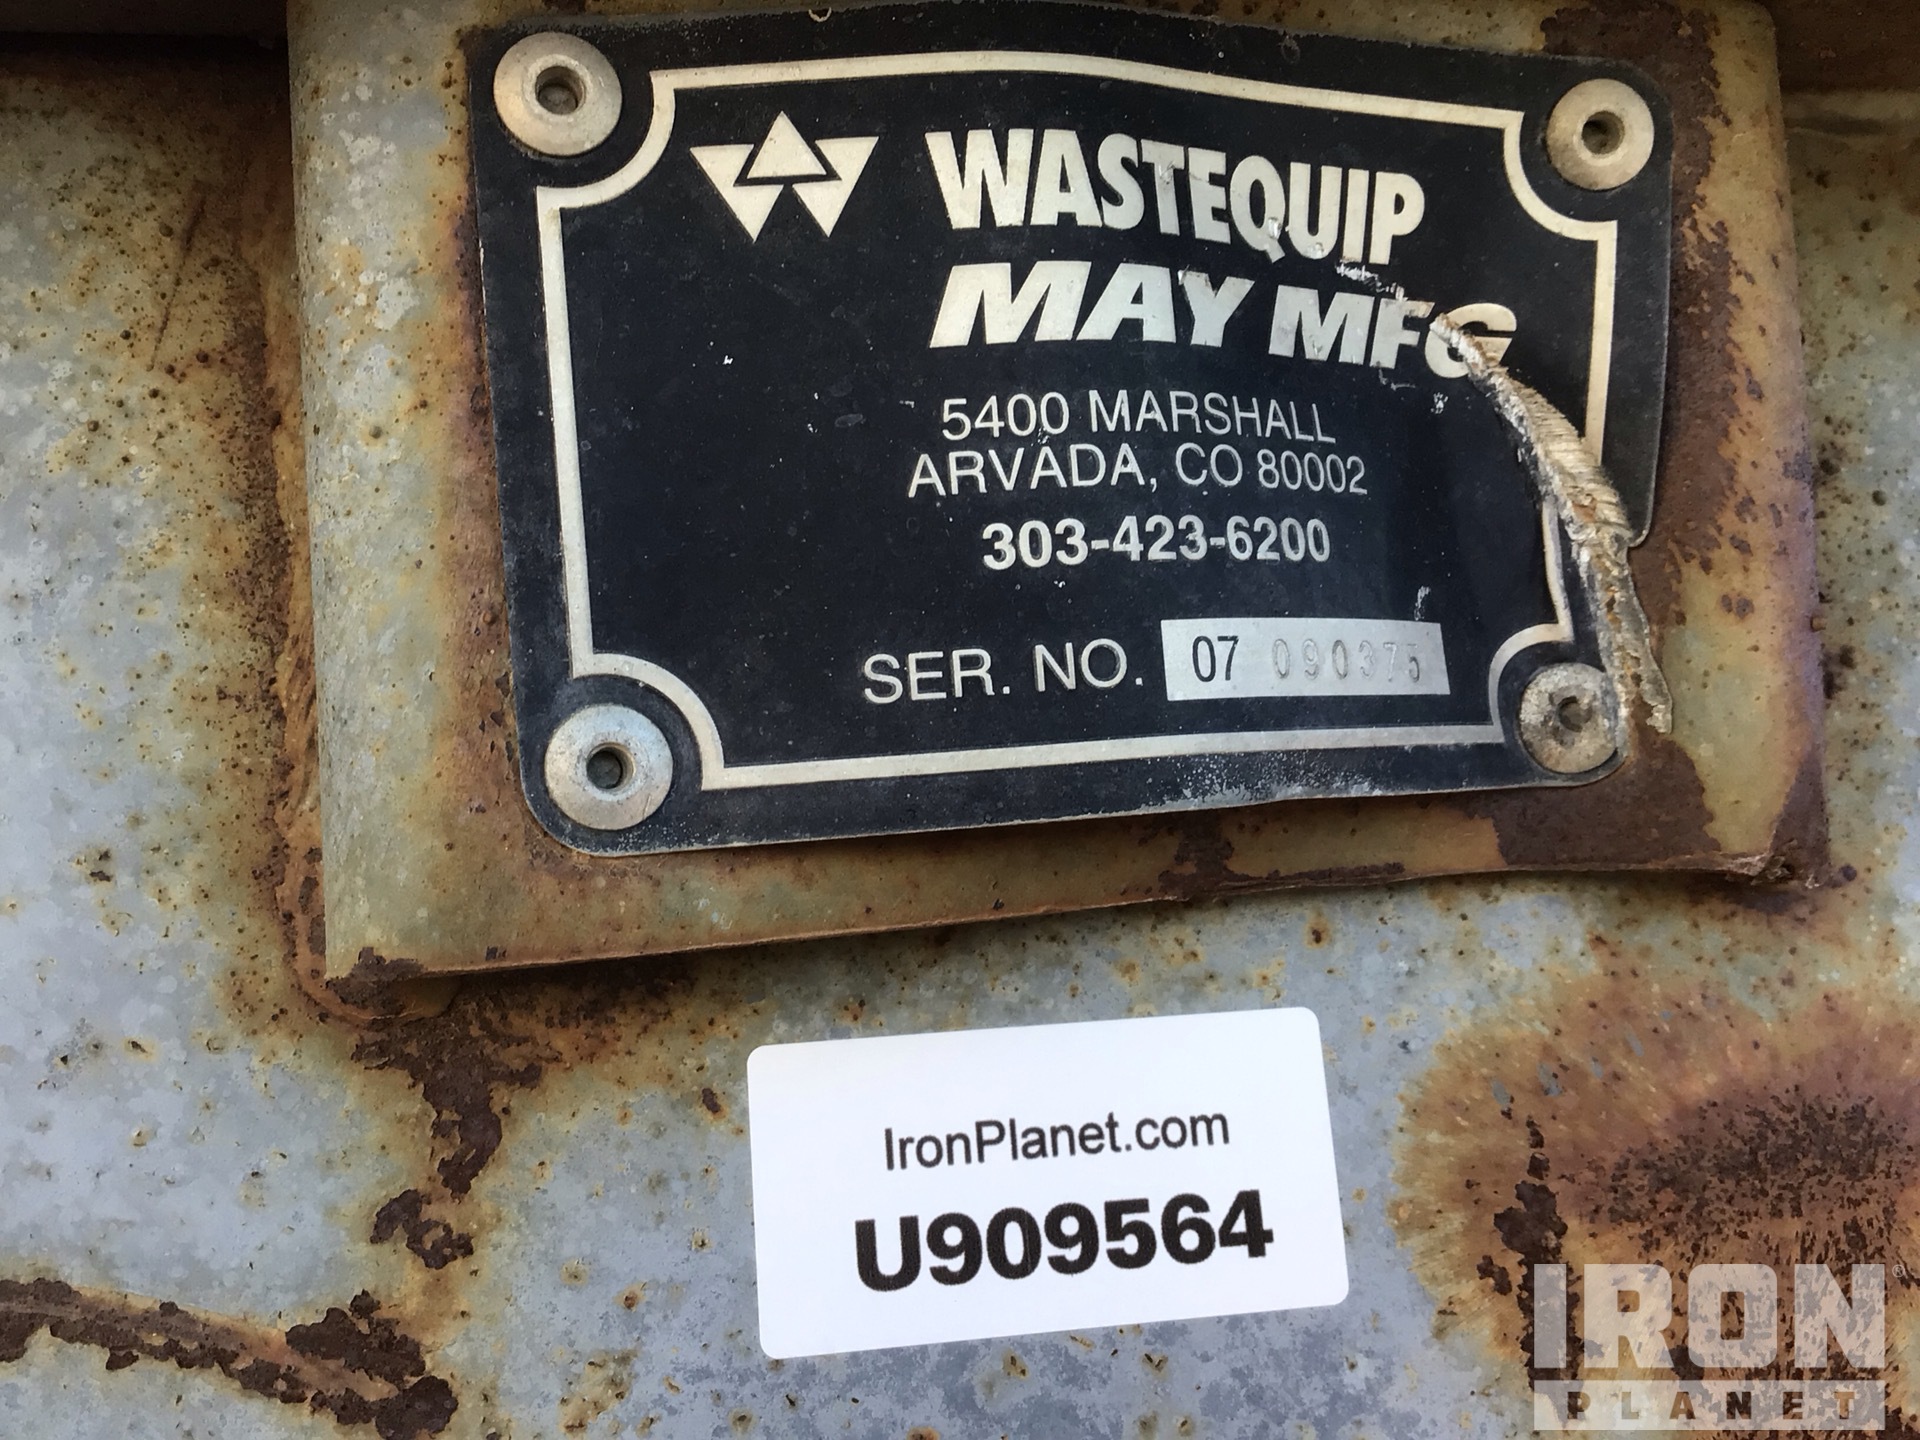 WASTEQUIP
MAY MFG
5400 MARSHALL
ARVADA, CO 80002
303-423-6200
SER. NO. 07 090375
IronPlanet.com
U909564
IRON®
PLANET